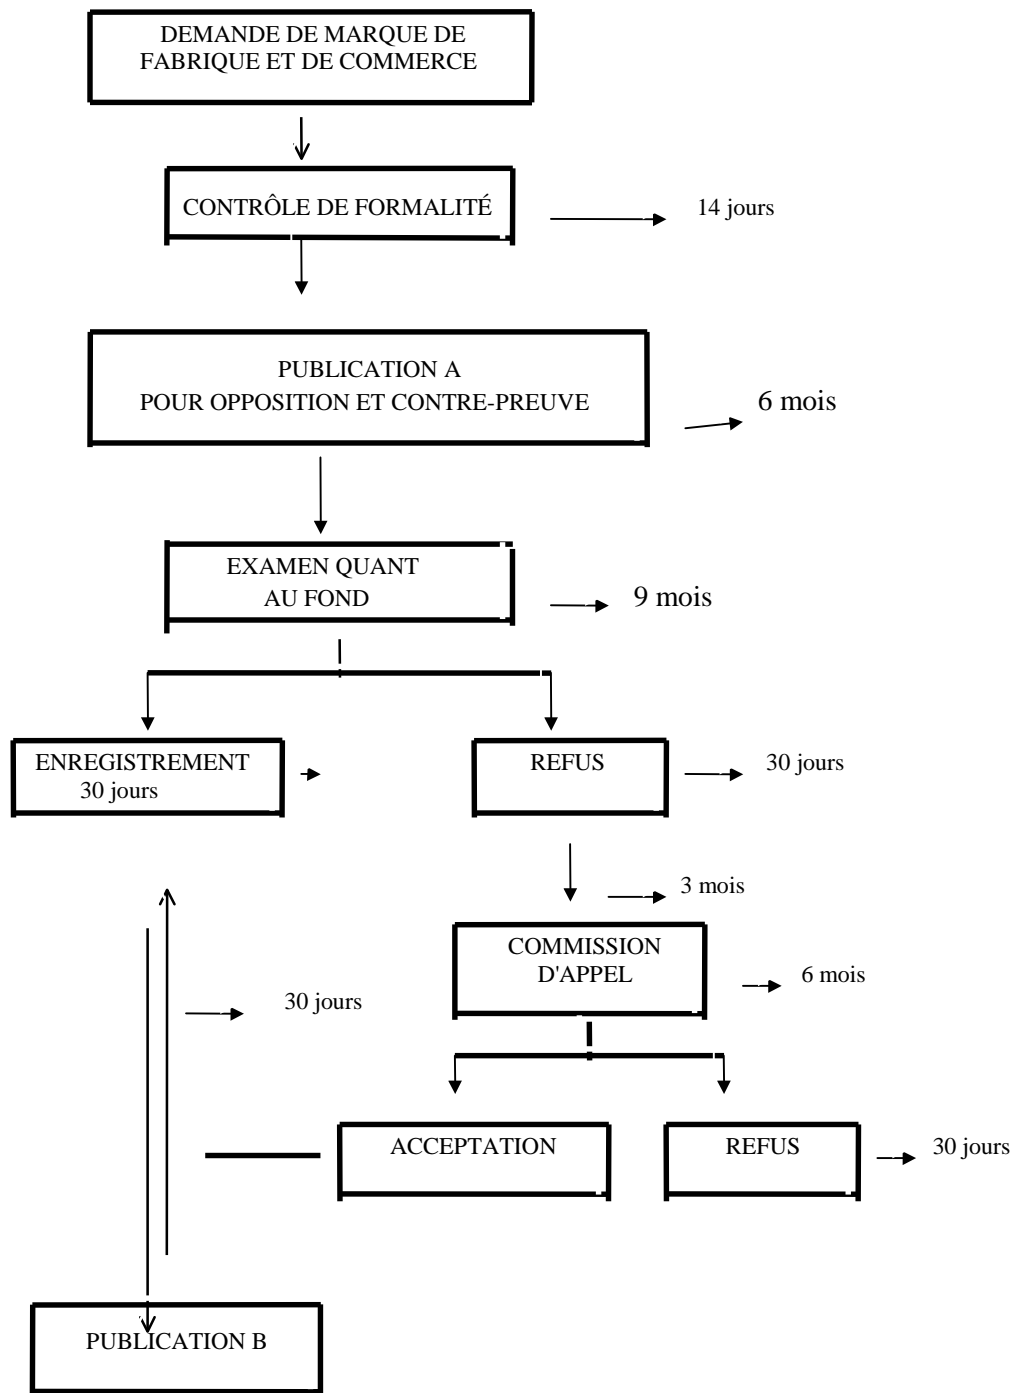 DEMANDE DE MARQUE DE
FABRIQUE ET DE COMMERCE
CONTRÔLE DE FORMALITÉ
14 jours
PUBLICATION A
POUR OPPOSITION ET CONTRE-PREUVE
6 mois
EXAMEN QUANT
AU FOND
9 mois
ENREGISTREMENT
30 jours
REFUS
30 jours
3 mois
COMMISSION
D'APPEL
6 mois
30 jours
ACCEPTATION
REFUS
30 jours
PUBLICATION B